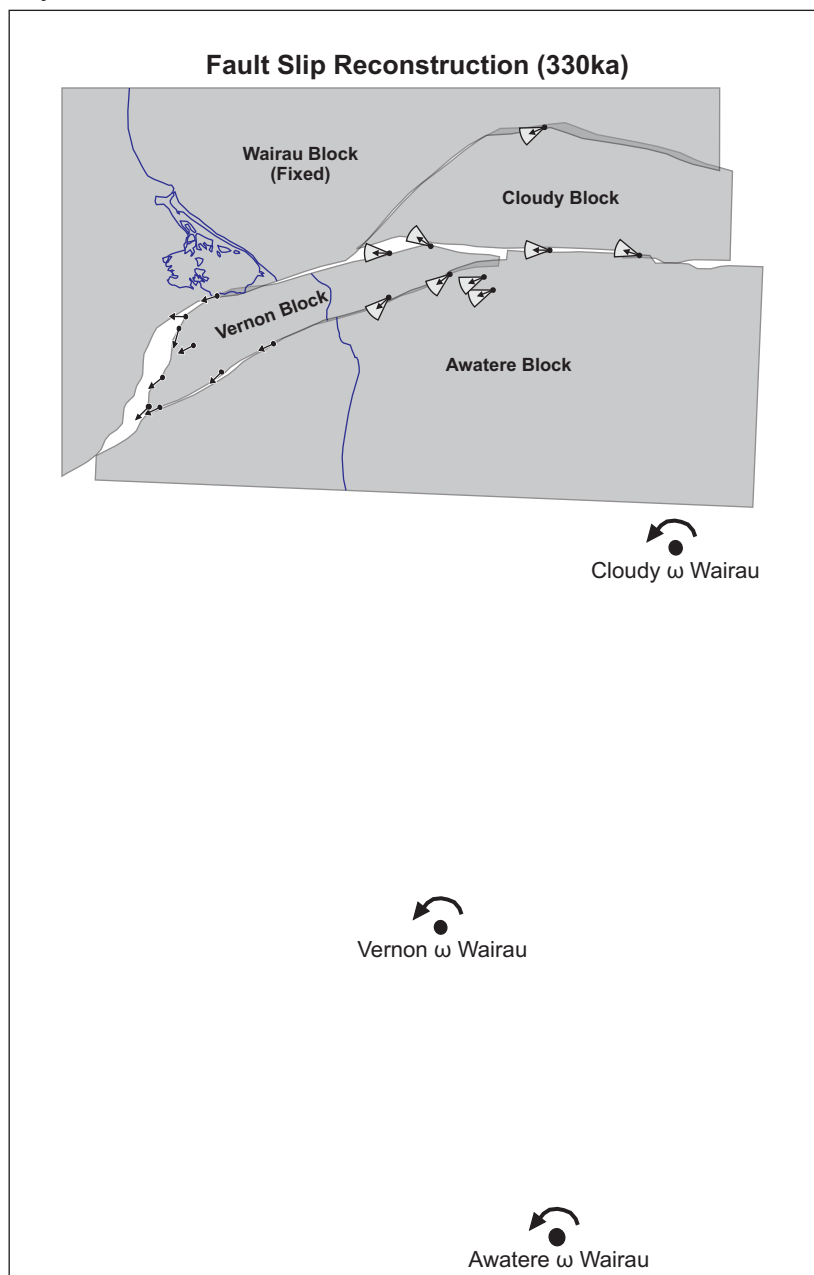 Fault Slip Reconstruction (330ka)
Wairau Block
(Fixed)
Cloudy Block
Vernon Block
Awatere Block
Cloudy ω Wairau
Vernon ω Wairau
Awatere ω Wairau